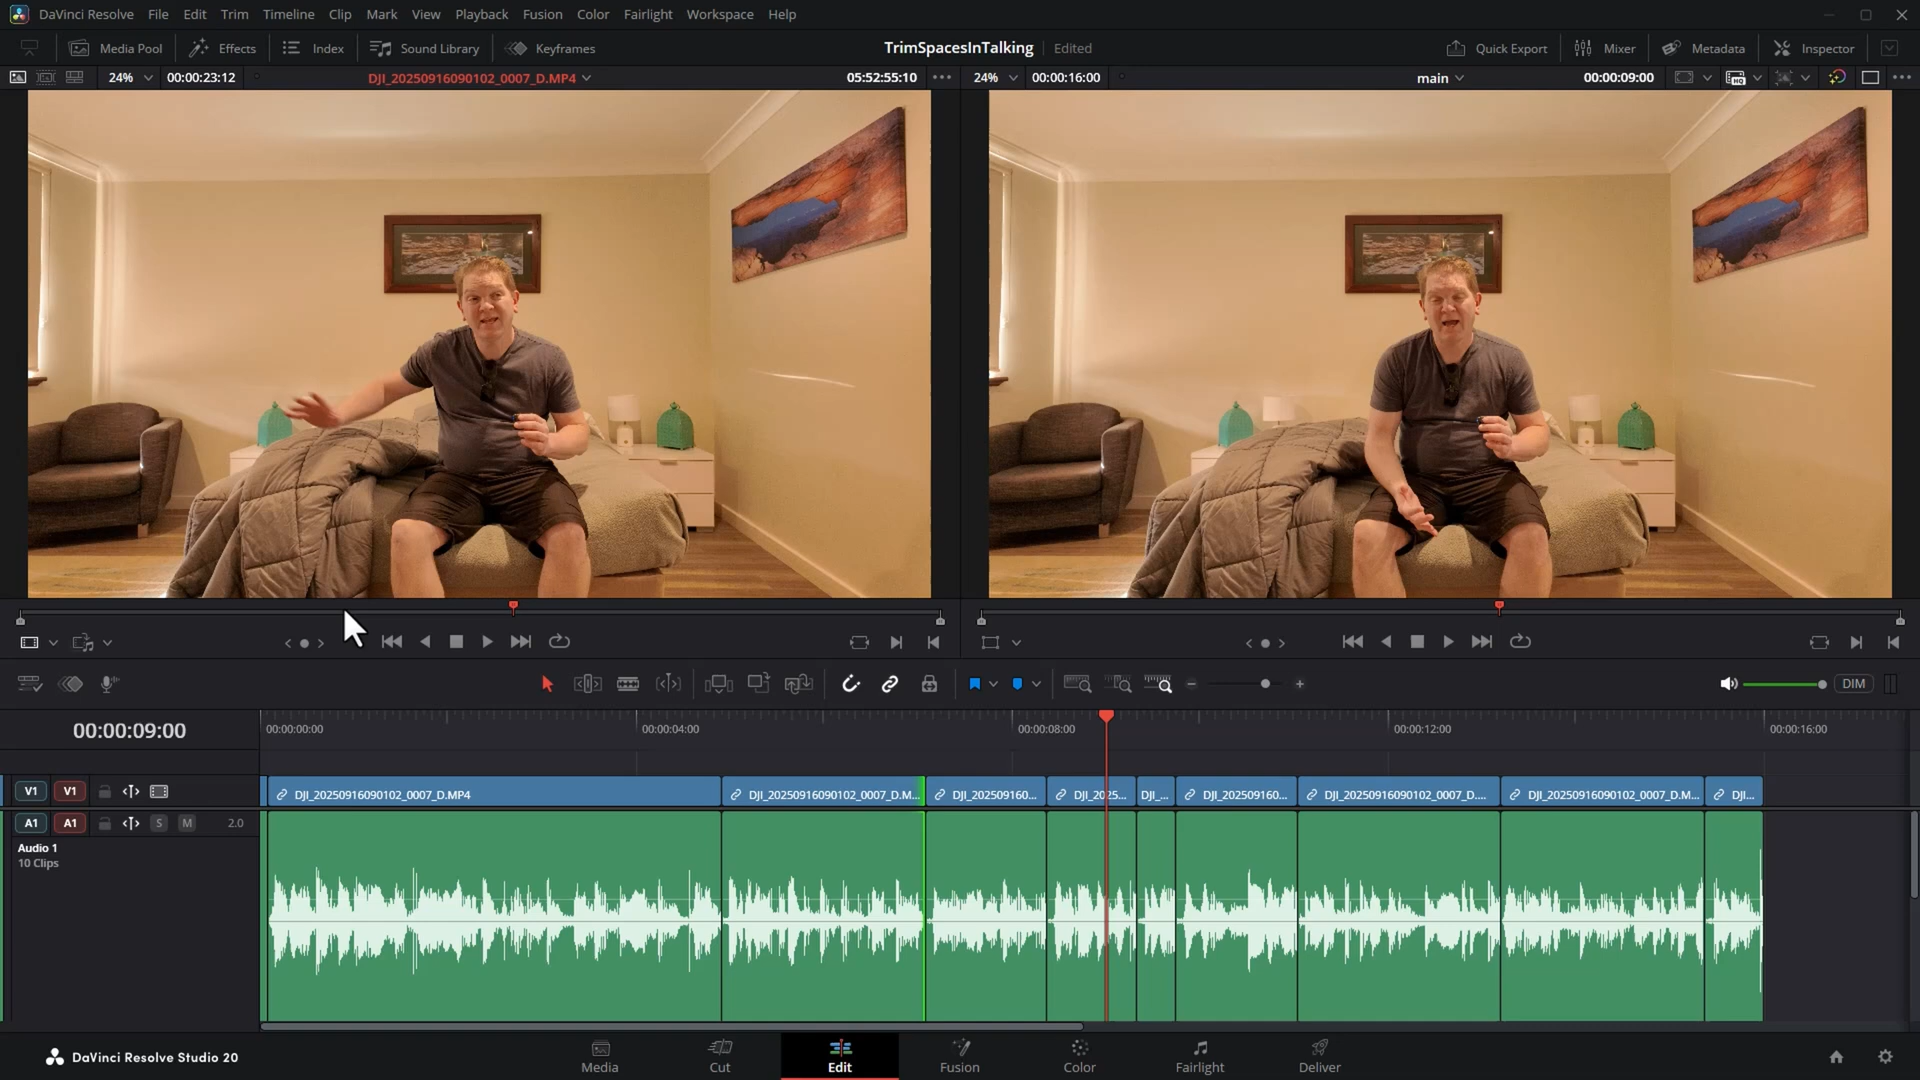 DaVinci Resolve File Edit Trim Timeline Clip Mark View Playback Fusion Color Fairlight Workspace Help
Media Pool Effects Index Sound Library Keyframes TrimSpacesInTalking Edited Quick Export Mixer Metadata Inspector
24% 00:00:23:12 DJI_20250916090102_0007_D.MP4 05:52:55:10 24% 00:00:16:00 main 00:00:09:00 HQ
DIM
00:00:09:00 00:00:00:00 00:00:04:00 00:00:08:00 00:00:12:00 00:00:16:00
V1 V1 DJI_20250916090102_0007_D.MP4 DJI_20250916090102_0007_D.M... DJI_202509160... DJI_2025... DJI_... DJI_20250916090... DJI_20250916090102_0007_D.... DJI_20250916090102_0007_D.M... DJI...
A1 A1 S M 2.0
Audio 1
10 Clips
DaVinci Resolve Studio 20 Media Cut Edit Fusion Color Fairlight Deliver